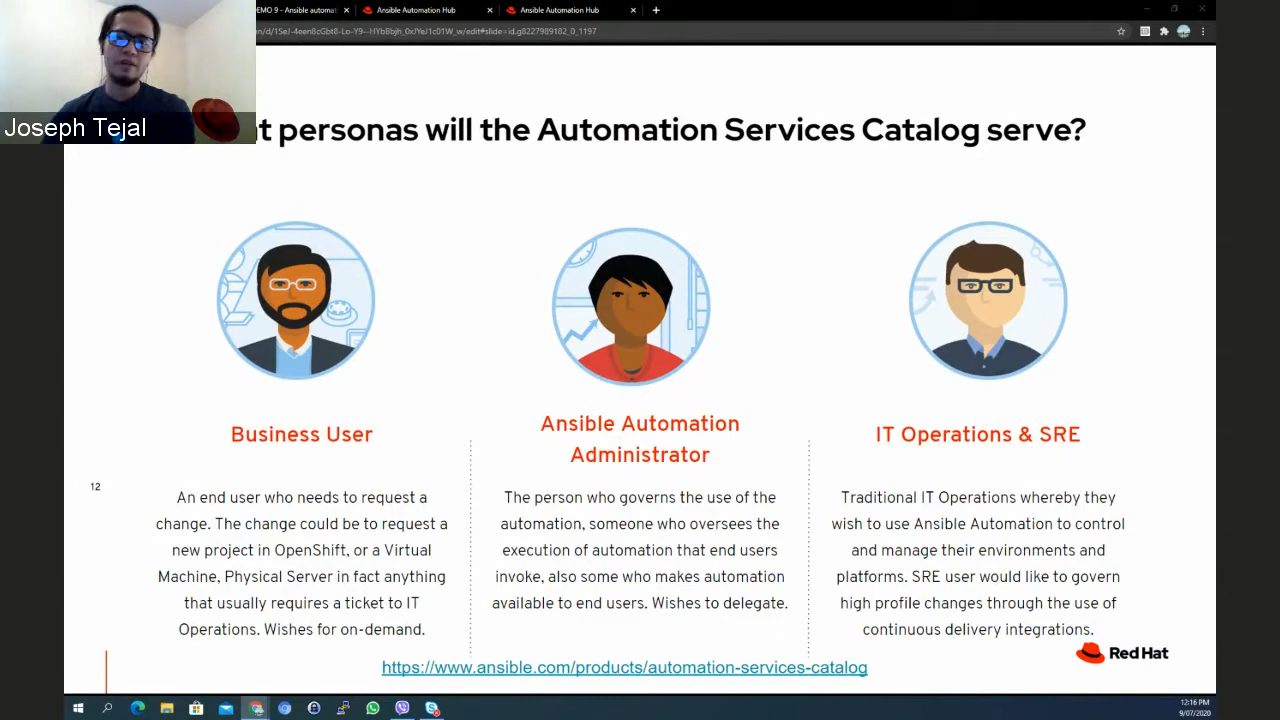 EMO 9 - Ansible automat
Ansible Automation Hub
Ansible Automation Hub
Joseph Tejal
t personas will the Automation Services Catalog serve?
Business User
An end user who needs to request a
change. The change could be to request a
new project in OpenShift, or a Virtual
Machine, Physical Server in fact anything
that usually requires a ticket to IT
Operations. Wishes for on-demand.
Ansible Automation
Administrator
The person who governs the use of the
automation, someone who oversees the
execution of automation that end users
invoke, also some who makes automation
available to end users. Wishes to delegate.
IT Operations & SRE
Traditional IT Operations whereby they
wish to use Ansible Automation to control
and manage their environments and
platforms. SRE user would like to govern
high profile changes through the use of
continuous delivery integrations.
12
Red Hat
https://www.ansible.com/products/automation-services-catalog
12:16 PM
9/07/2020